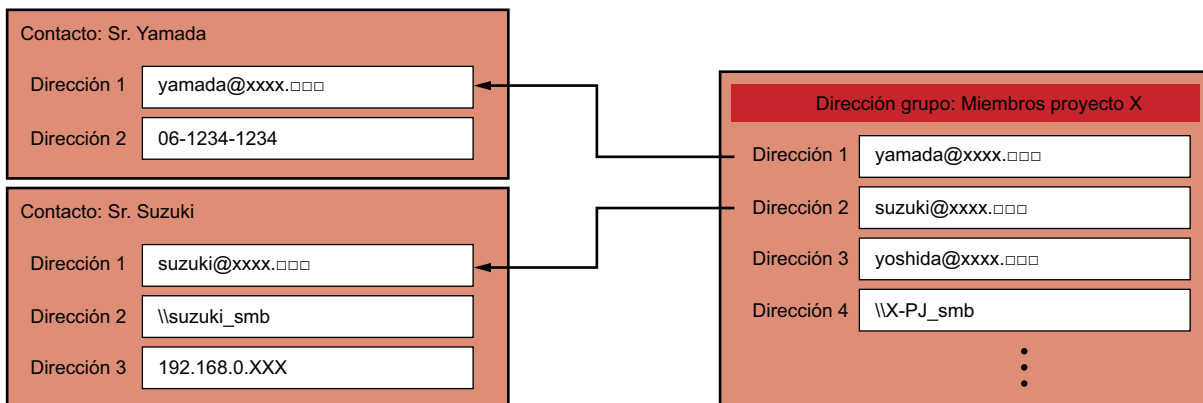 Contacto: Sr. Yamada
Dirección 1 yamada@xxxx.□□□
Dirección 2 06-1234-1234
Contacto: Sr. Suzuki
Dirección 1 suzuki@xxxx.□□□
Dirección 2 \\suzuki_smb
Dirección 3 192.168.0.XXX
Dirección grupo: Miembros proyecto X
Dirección 1 yamada@xxxx.□□□
Dirección 2 suzuki@xxxx.□□□
Dirección 3 yoshida@xxxx.□□□
Dirección 4 \\X-PJ_smb